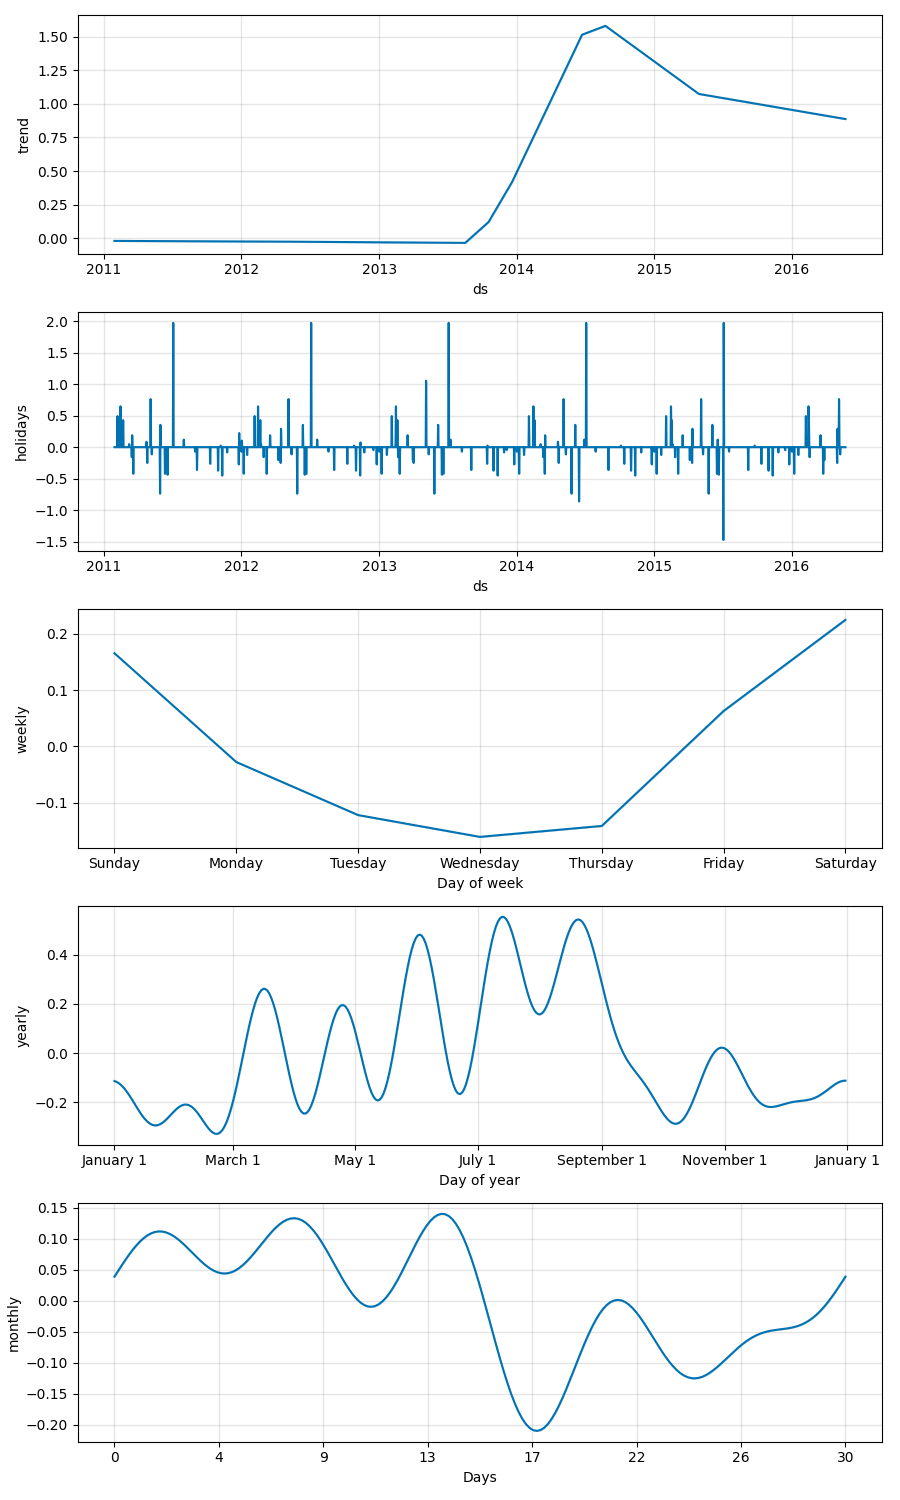 1.50
1.25
1.00
0.75
0.50
0.25
0.00
trend
2011 2012 2013 2014 2015 2016
ds
2.0
1.5
1.0
0.5
0.0
−0.5
−1.0
−1.5
holidays
2011 2012 2013 2014 2015 2016
ds
0.2
0.1
0.0
−0.1
weekly
Sunday Monday Tuesday Wednesday Thursday Friday Saturday
Day of week
0.4
0.2
0.0
−0.2
yearly
January 1 March 1 May 1 July 1 September 1 November 1 January 1
Day of year
0.15
0.10
0.05
0.00
−0.05
−0.10
−0.15
−0.20
monthly
0 4 9 13 17 22 26 30
Days